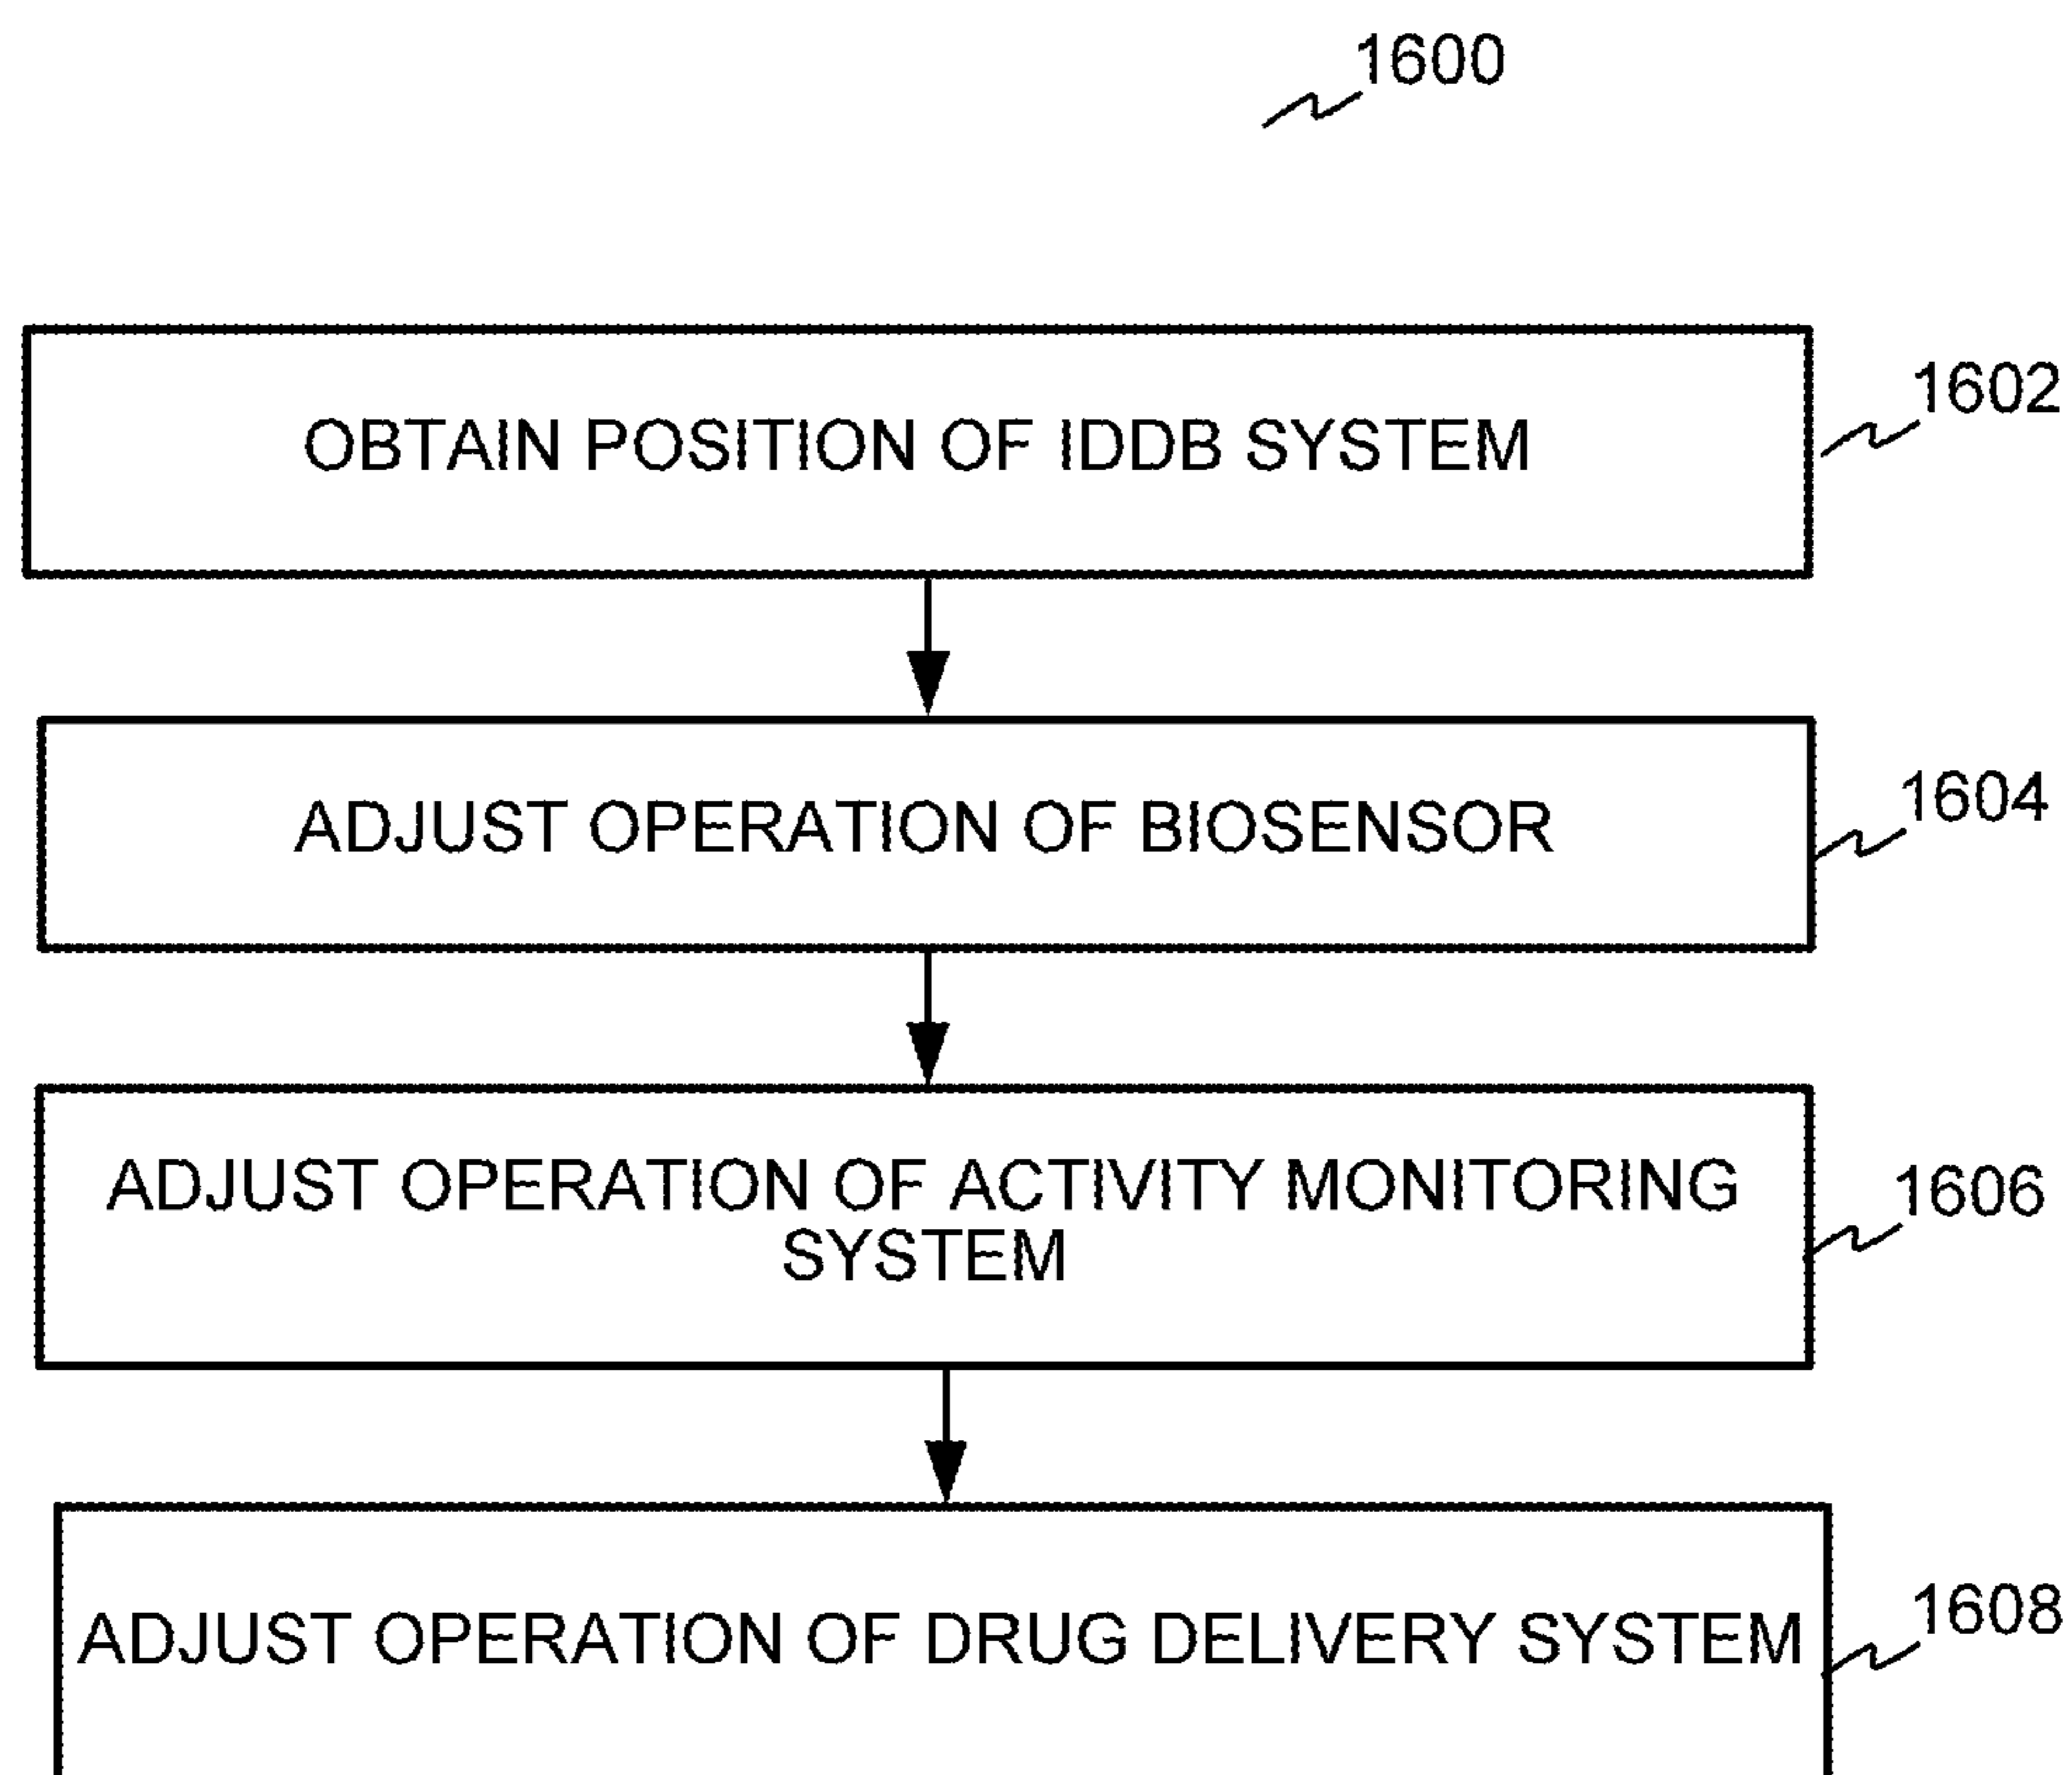 1600
OBTAIN POSITION OF IDDB SYSTEM
1602
ADJUST OPERATION OF BIOSENSOR
1604
ADJUST OPERATION OF ACTIVITY MONITORING
SYSTEM
1606
ADJUST OPERATION OF DRUG DELIVERY SYSTEM
1608